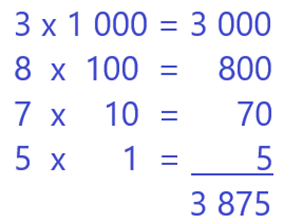 3 x 1 000 = 3 000
8 x 100 = 800
7 x 10 = 70
5 x 1 = 5
3 875